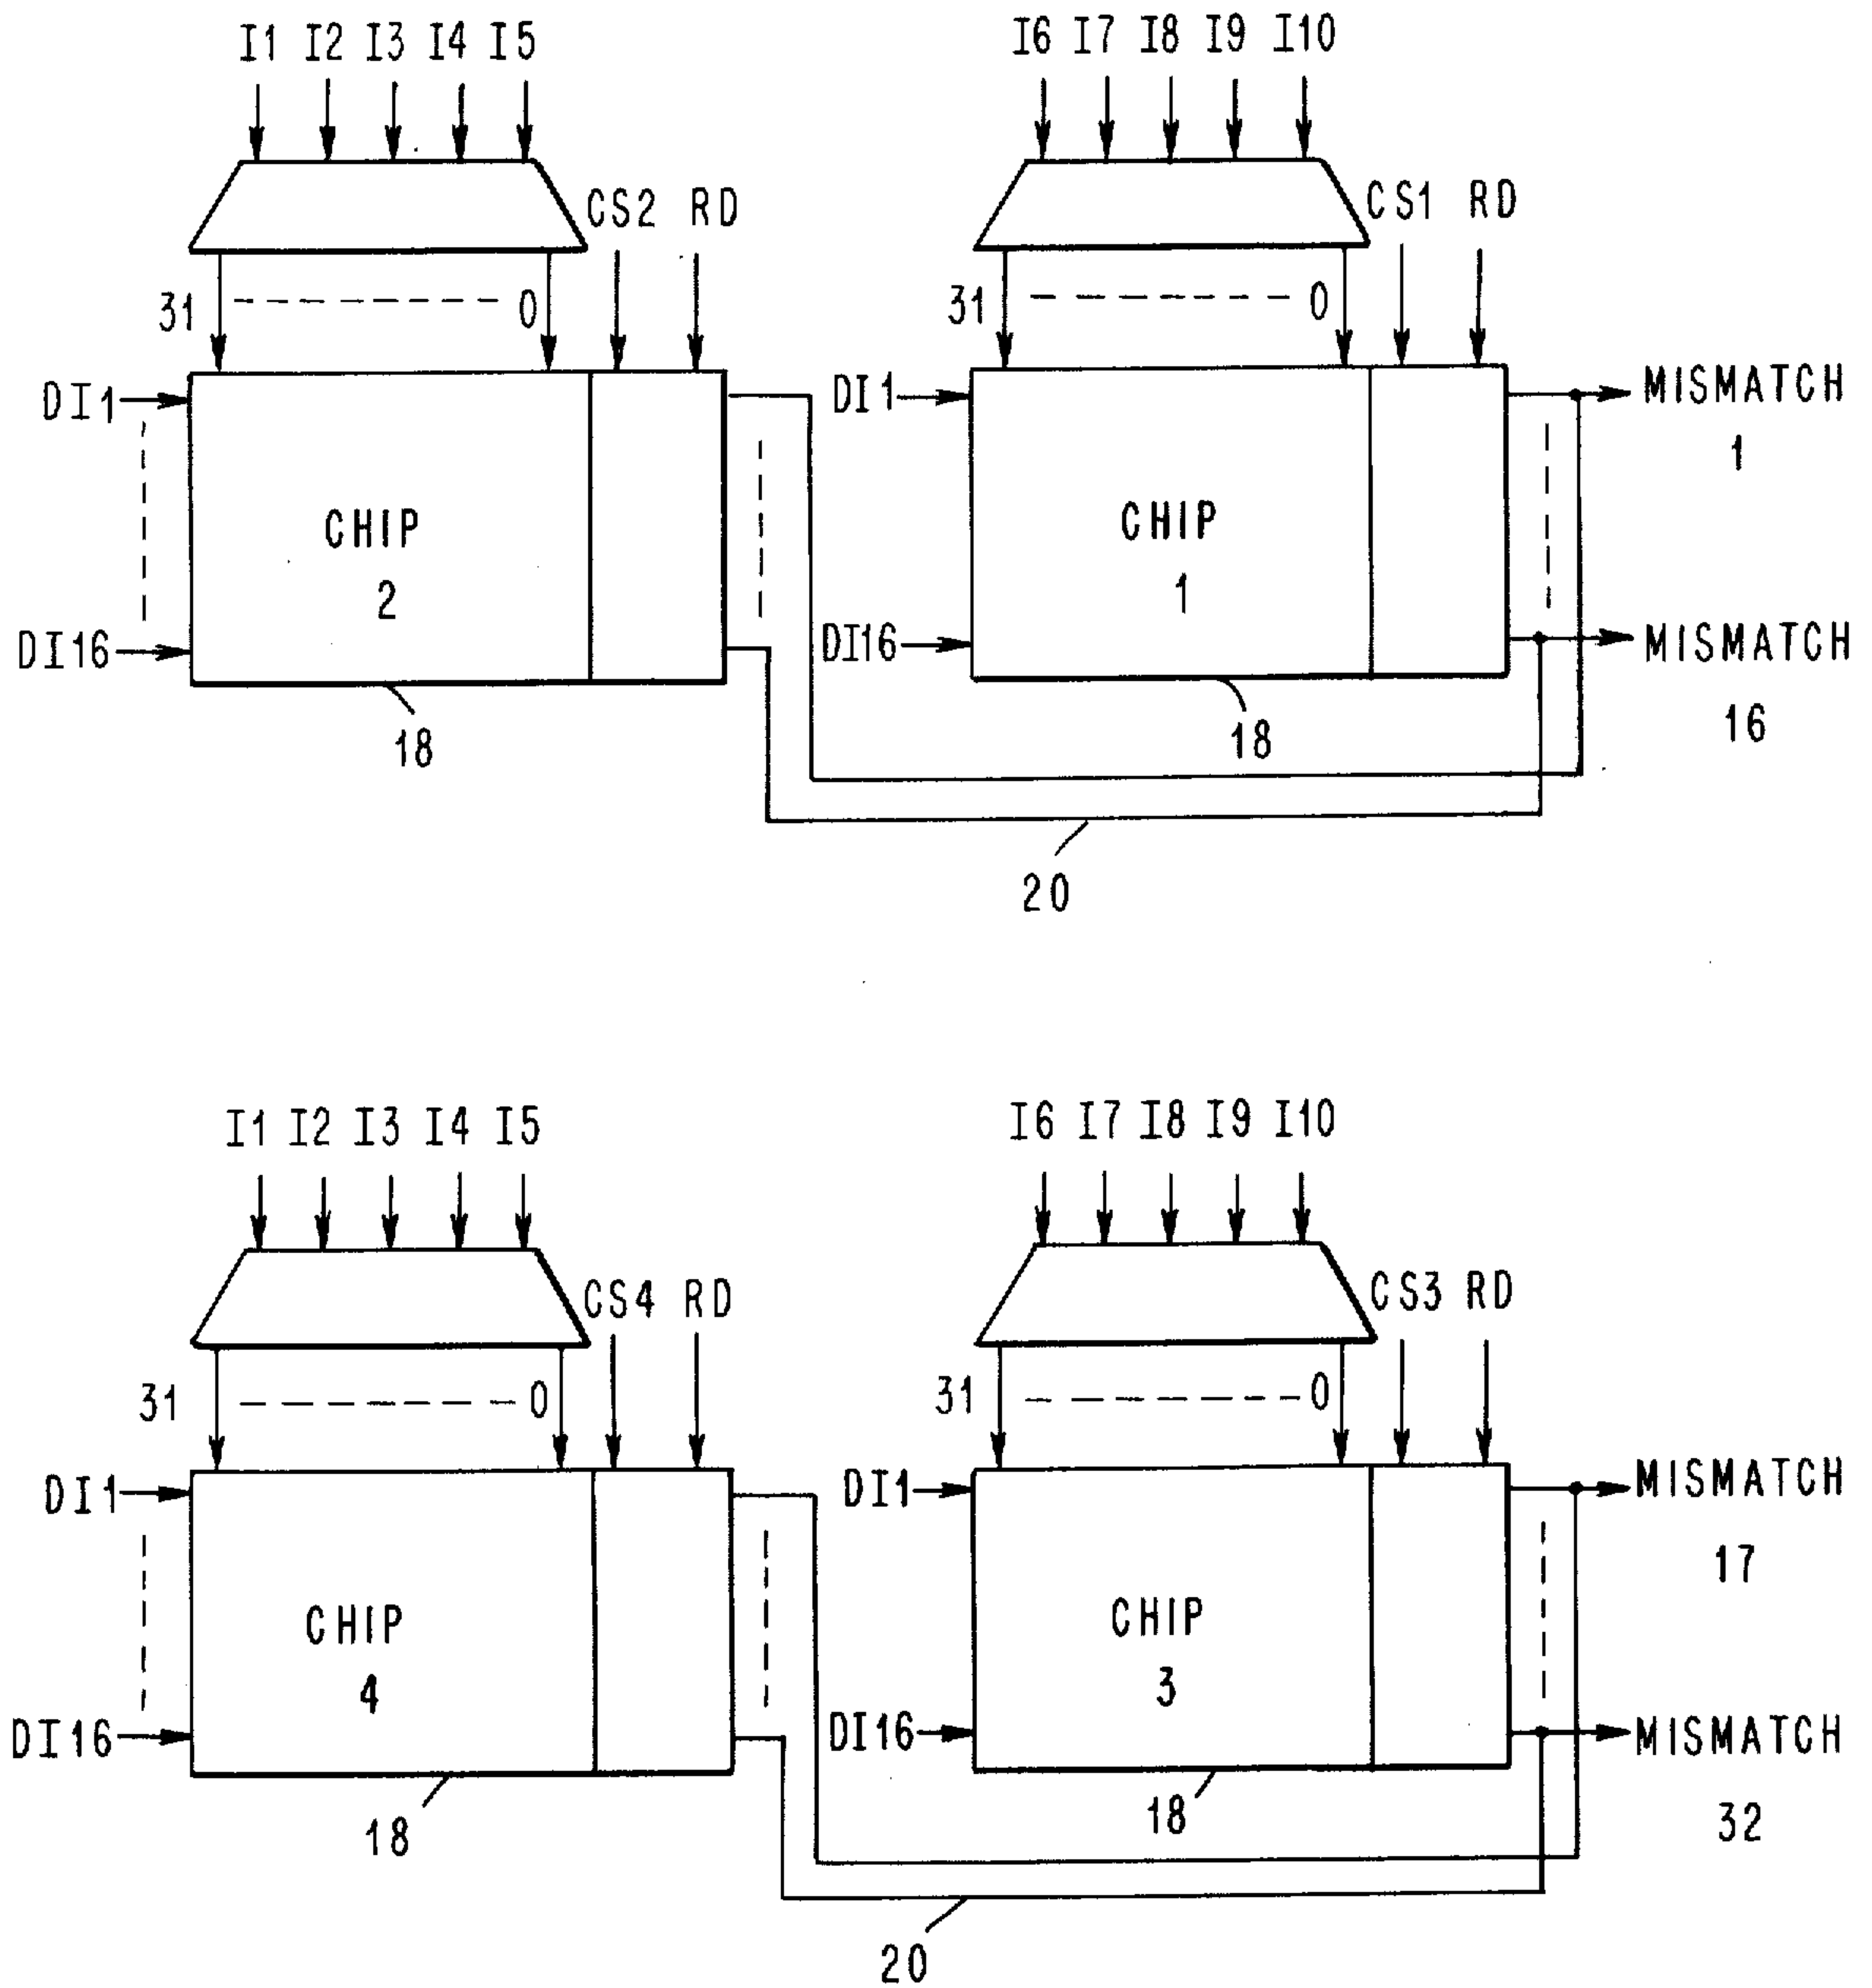 I1 I2 I3 I4 I5
I6 I7 I8 I9 I10
CS2 RD
CS1 RD
31 0
31 0
DI1
DI1
MISMATCH
1
CHIP
2
CHIP
1
DI16
DI16
MISMATCH
16
18
18
20
I1 I2 I3 I4 I5
I6 I7 I8 I9 I10
CS4 RD
CS3 RD
31 0
31 0
DI1
DI1
MISMATCH
17
CHIP
4
CHIP
3
DI16
DI16
MISMATCH
32
18
18
20